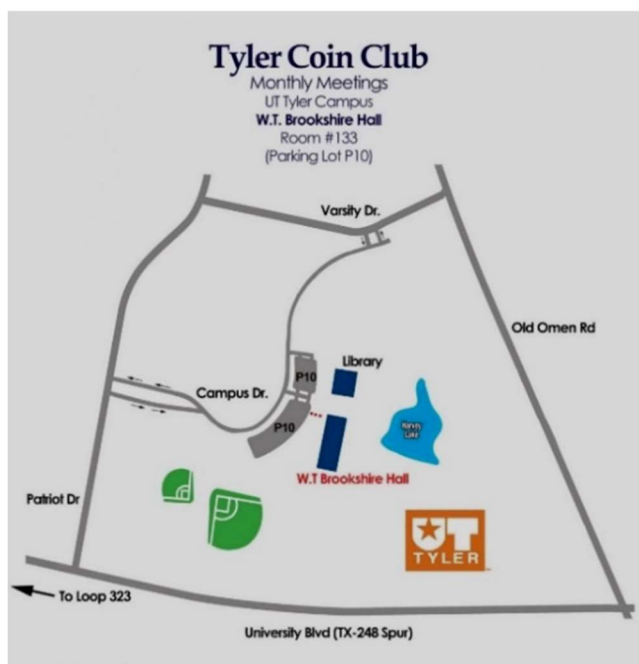 Tyler Coin Club
Monthly Meetings
UT Tyler Campus
W.T. Brookshire Hall
Room #133
(Parking Lot P10)
Varsity Dr.
Old Omen Rd
Library
P10
Campus Dr.
P10
Harvey
Lake
W.T Brookshire Hall
Patriot Dr
UT
TYLER
To Loop 323
University Blvd (TX-248 Spur)